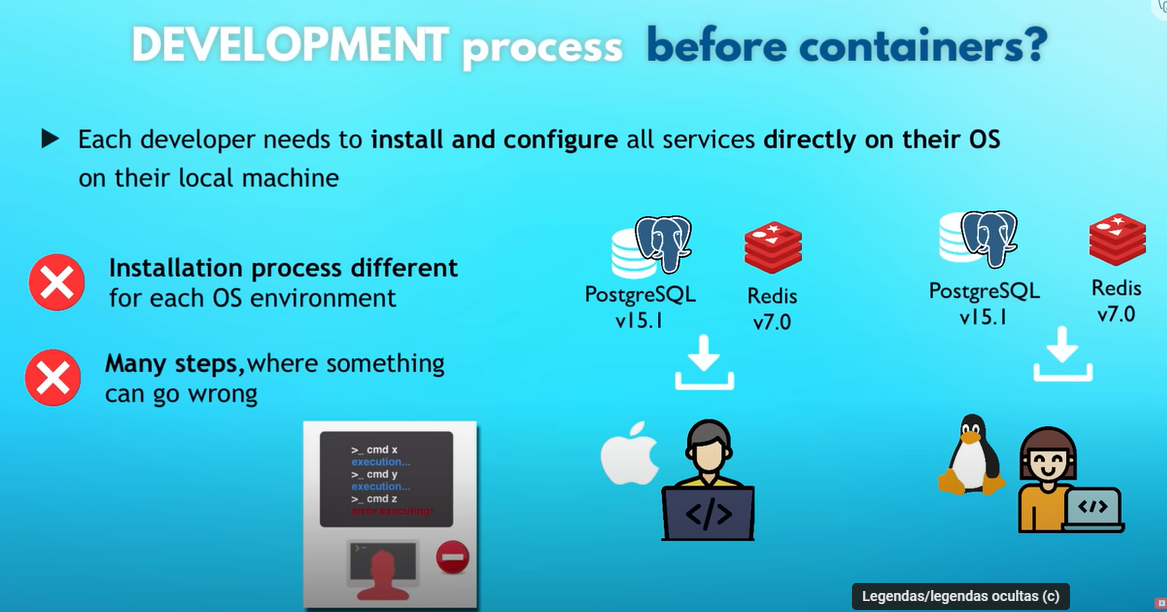 DEVELOPMENT process before containers?
Each developer needs to install and configure all services directly on their OS
on their local machine
Installation process different
for each OS environment
Many steps,where something
can go wrong
PostgreSQL
v15.1
Redis
v7.0
PostgreSQL
v15.1
Redis
v7.0
>_ cmd x
execution...
>_ cmd y
execution...
>_ cmd z
error executing!
</>
</>
Legendas/legendas ocultas (c)